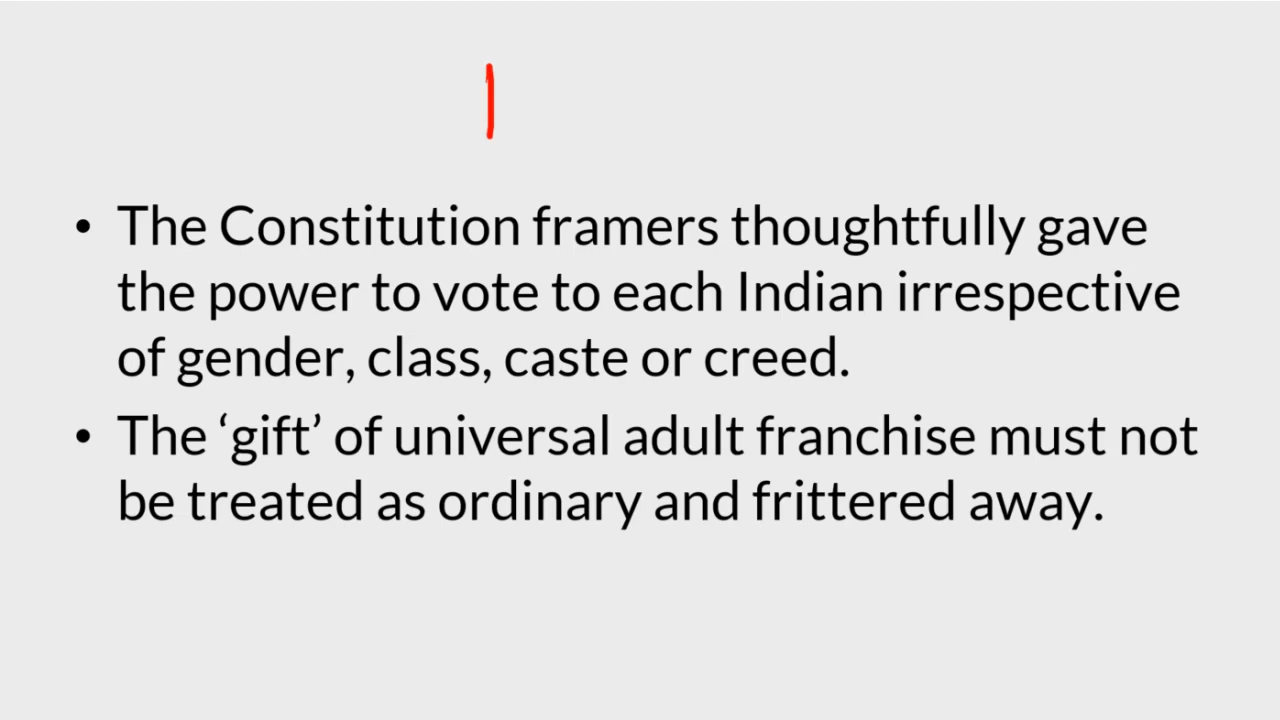 • The Constitution framers thoughtfully gave
the power to vote to each Indian irrespective
of gender, class, caste or creed.
• The ‘gift’ of universal adult franchise must not
be treated as ordinary and frittered away.